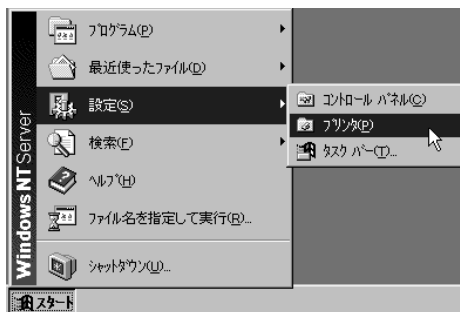 ﾌﾟﾛｸﾞﾗﾑ(P)
最近使ったﾌｧｲﾙ(D)
設定(S)
ｺﾝﾄﾛｰﾙ ﾊﾟﾈﾙ(C)
ﾌﾟﾘﾝﾀ(P)
ﾀｽｸ ﾊﾞｰ(T)...
検索(F)
ﾍﾙﾌﾟ(H)
ﾌｧｲﾙ名を指定して実行(R)...
ｼｬｯﾄﾀﾞｳﾝ(U)...
Windows NT Server
スタート